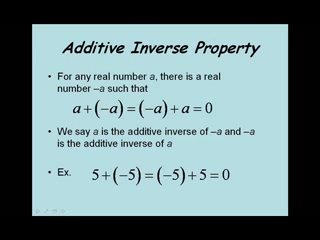 Additive Inverse Property
• For any real number a, there is a real
number –a such that
a+(−a)=(−a)+a=0
• We say a is the additive inverse of –a and –a
is the additive inverse of a
• Ex. 5+(−5)=(−5)+5=0